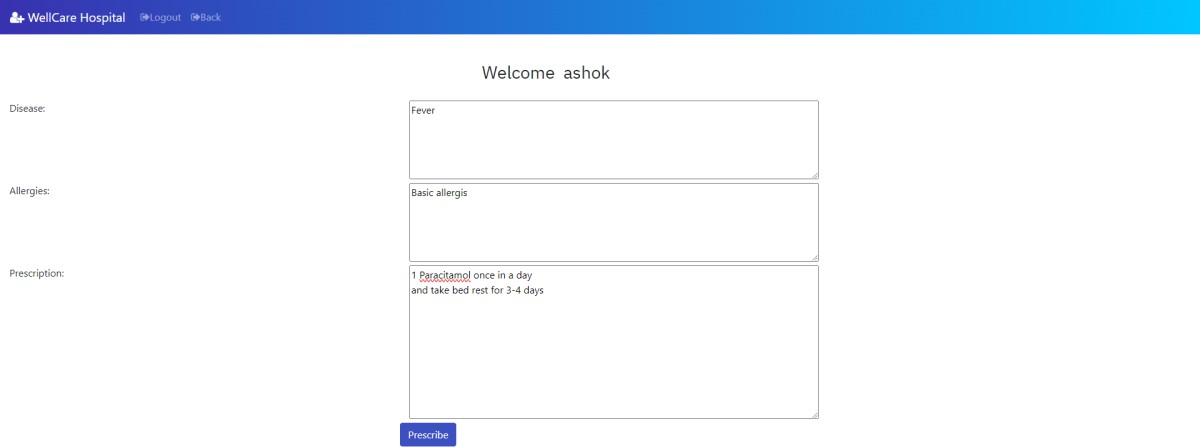 WellCare Hospital Logout Back
Welcome ashok
Disease:
Fever
Allergies:
Basic allergis
Prescription:
1 Paracitamol once in a day
and take bed rest for 3-4 days
Prescribe